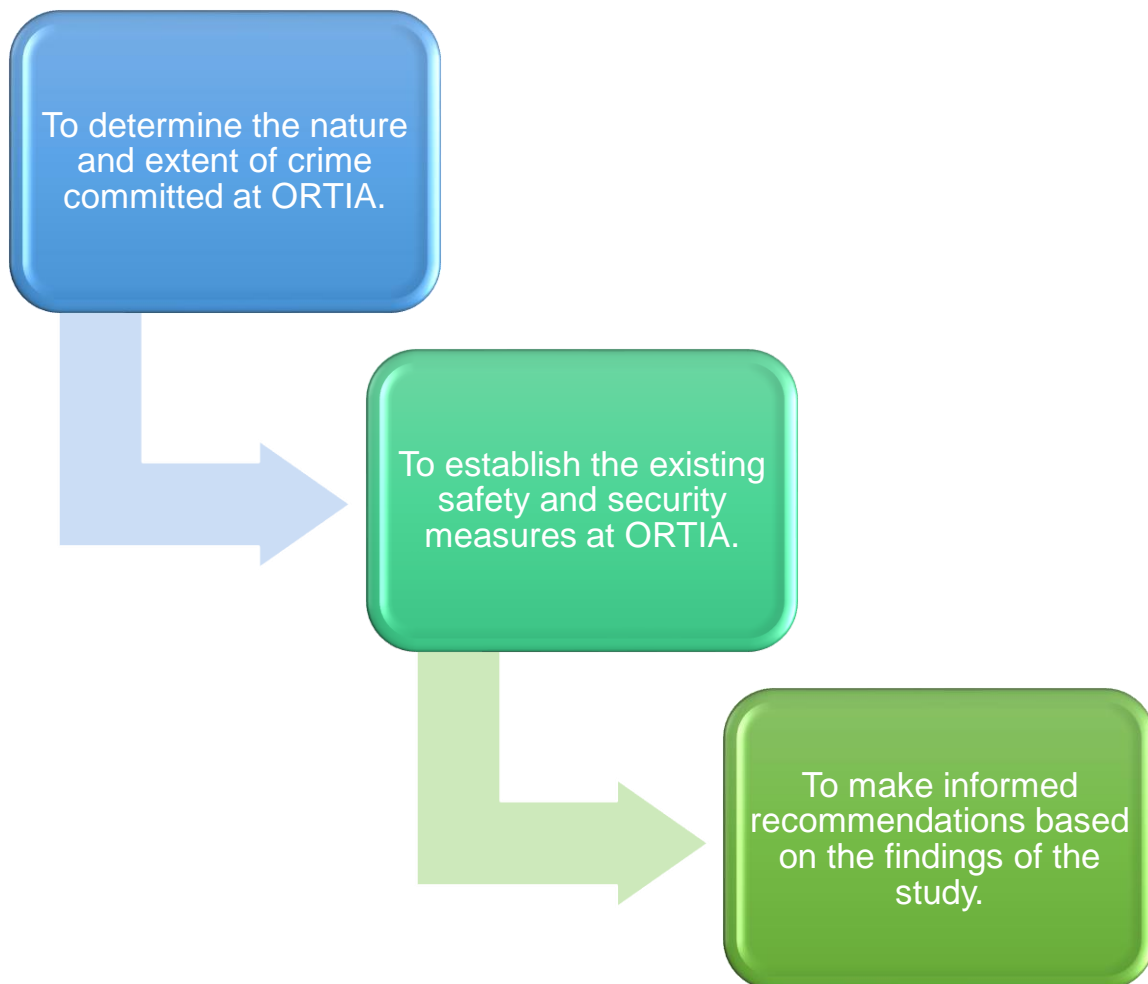 To determine the nature
and extent of crime
committed at ORTIA.
To establish the existing
safety and security
measures at ORTIA.
To make informed
recommendations based
on the findings of the
study.